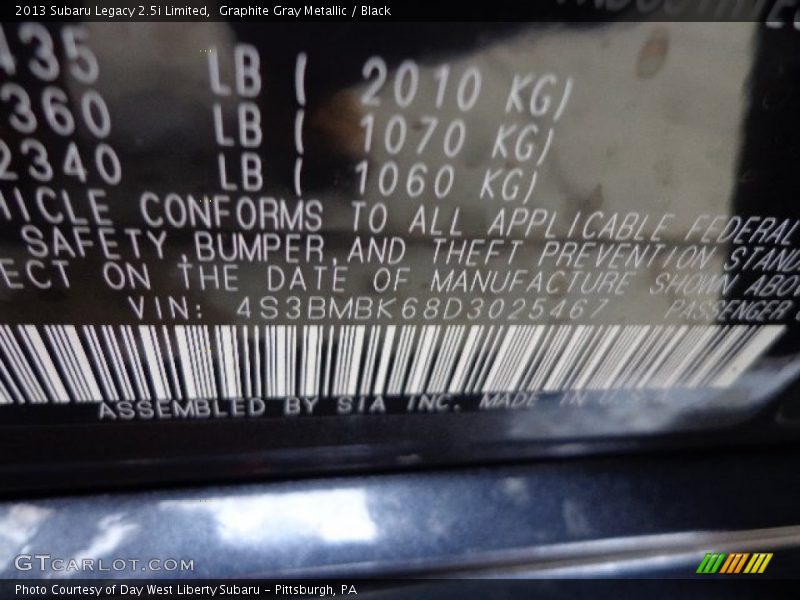 2013 Subaru Legacy 2.5i Limited,  Graphite Gray Metallic / Black
435 LB ( 2010 KG)
360 LB ( 1070 KG)
2340 LB ( 1060 KG)
HICLE CONFORMS TO ALL APPLICABLE FEDERAL
SAFETY,BUMPER,AND THEFT PREVENTION STAND
ECT ON THE DATE OF MANUFACTURE SHOWN ABOV
VIN: 4S3BMBK68D3025467 PASSENGER
ASSEMBLED BY SIA INC. MADE IN U.S.A.
GTCARLOT.COM
Photo Courtesy of Day West Liberty Subaru - Pittsburgh, PA